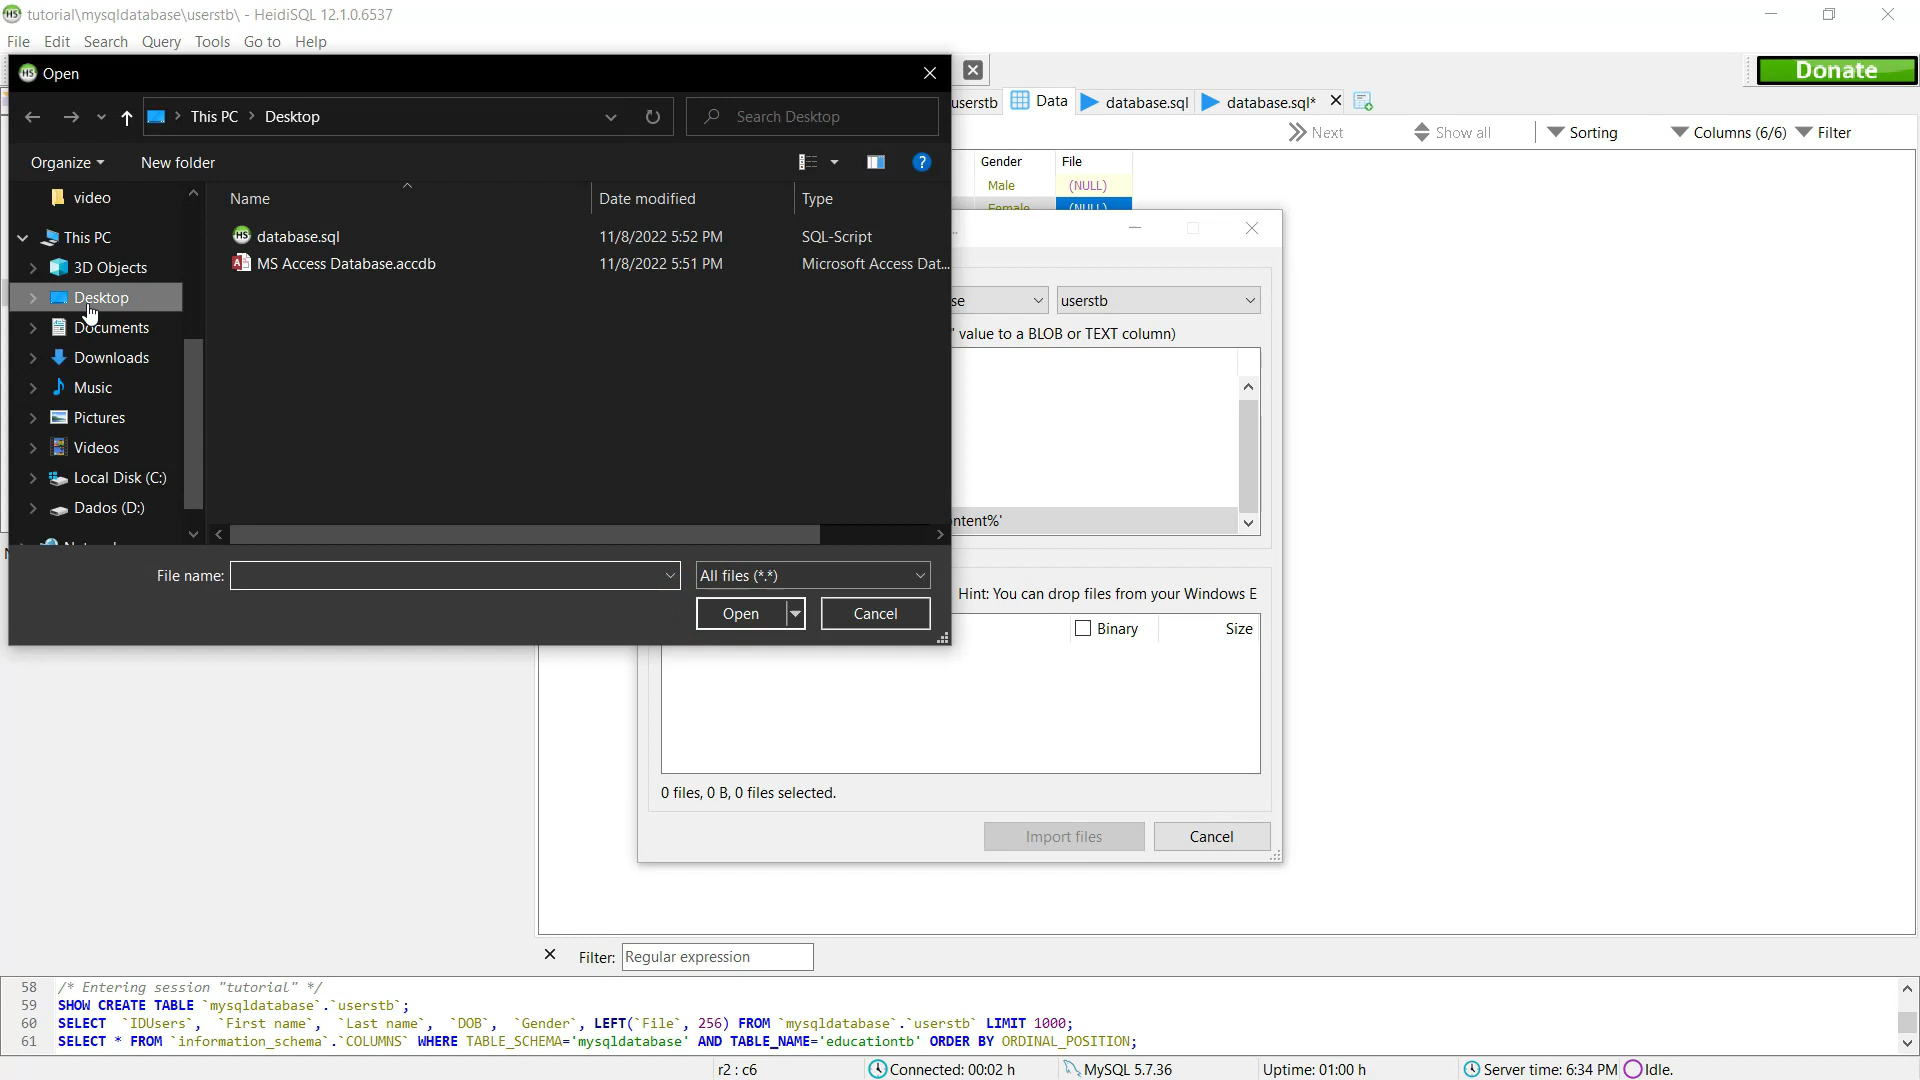 tutorial\mysqldatabase\userstb\ - HeidiSQL 12.1.0.6537
File Edit Search Query Tools Go to Help
Open
Donate
userstb Data database.sql database.sql*
This PC Desktop
Search Desktop
Next Show all Sorting Columns (6/6) Filter
Organize New folder
Gender File
Male (NULL)
Female (NULL)
Name Date modified Type
video
This PC
3D Objects
Desktop
Documents
Downloads
Music
Pictures
Videos
Local Disk (C:)
Dados (D:)
database.sql 11/8/2022 5:52 PM SQL-Script
MS Access Database.accdb 11/8/2022 5:51 PM Microsoft Access Dat...
se userstb
' value to a BLOB or TEXT column)
ntent%'
File name: All files (*.*)
Open Cancel
Hint: You can drop files from your Windows E
Binary Size
0 files, 0 B, 0 files selected.
Import files Cancel
Filter: Regular expression
58 /* Entering session "tutorial" */
59 SHOW CREATE TABLE `mysqldatabase`.`userstb`;
60 SELECT `IDUsers`, `First name`, `Last name`, `DOB`, `Gender`, LEFT(`File`, 256) FROM `mysqldatabase`.`userstb` LIMIT 1000;
61 SELECT * FROM `information_schema`.`COLUMNS` WHERE TABLE_SCHEMA='mysqldatabase' AND TABLE_NAME='educationtb' ORDER BY ORDINAL_POSITION;
r2 : c6 Connected: 00:02 h MySQL 5.7.36 Uptime: 01:00 h Server time: 6:34 PM Idle.